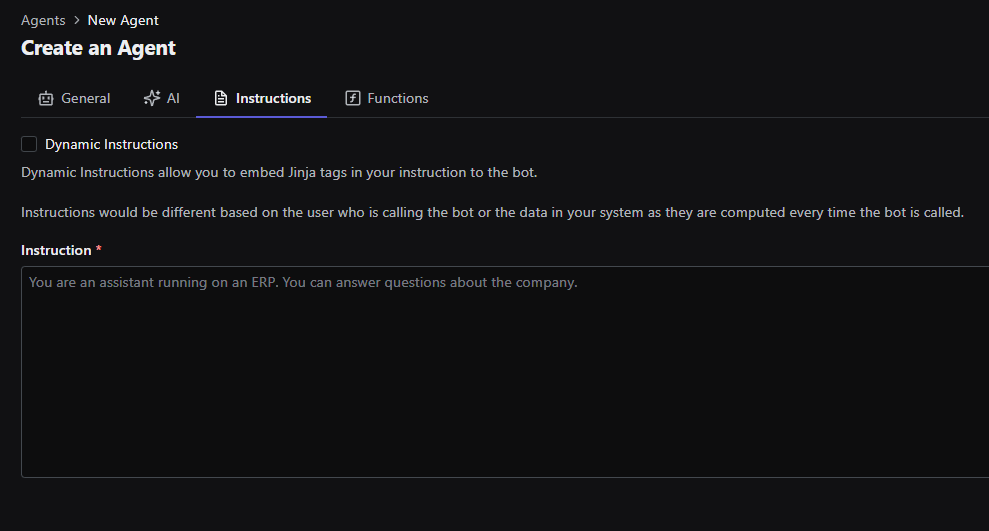 Agents > New Agent
Create an Agent
General AI Instructions Functions
Dynamic Instructions
Dynamic Instructions allow you to embed Jinja tags in your instruction to the bot.
Instructions would be different based on the user who is calling the bot or the data in your system as they are computed every time the bot is called.
Instruction *
You are an assistant running on an ERP. You can answer questions about the company.